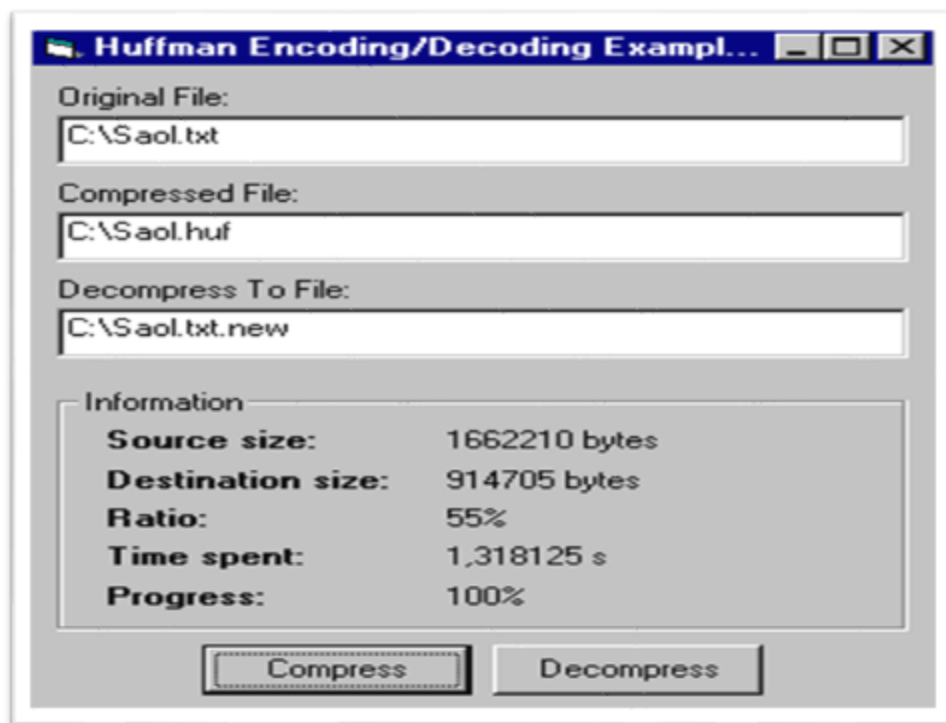 Huffman Encoding/Decoding Exampl...
Original File:
C:\Saol.txt
Compressed File:
C:\Saol.huf
Decompress To File:
C:\Saol.txt.new
Information
Source size: 1662210 bytes
Destination size: 914705 bytes
Ratio: 55%
Time spent: 1,318125 s
Progress: 100%
Compress Decompress